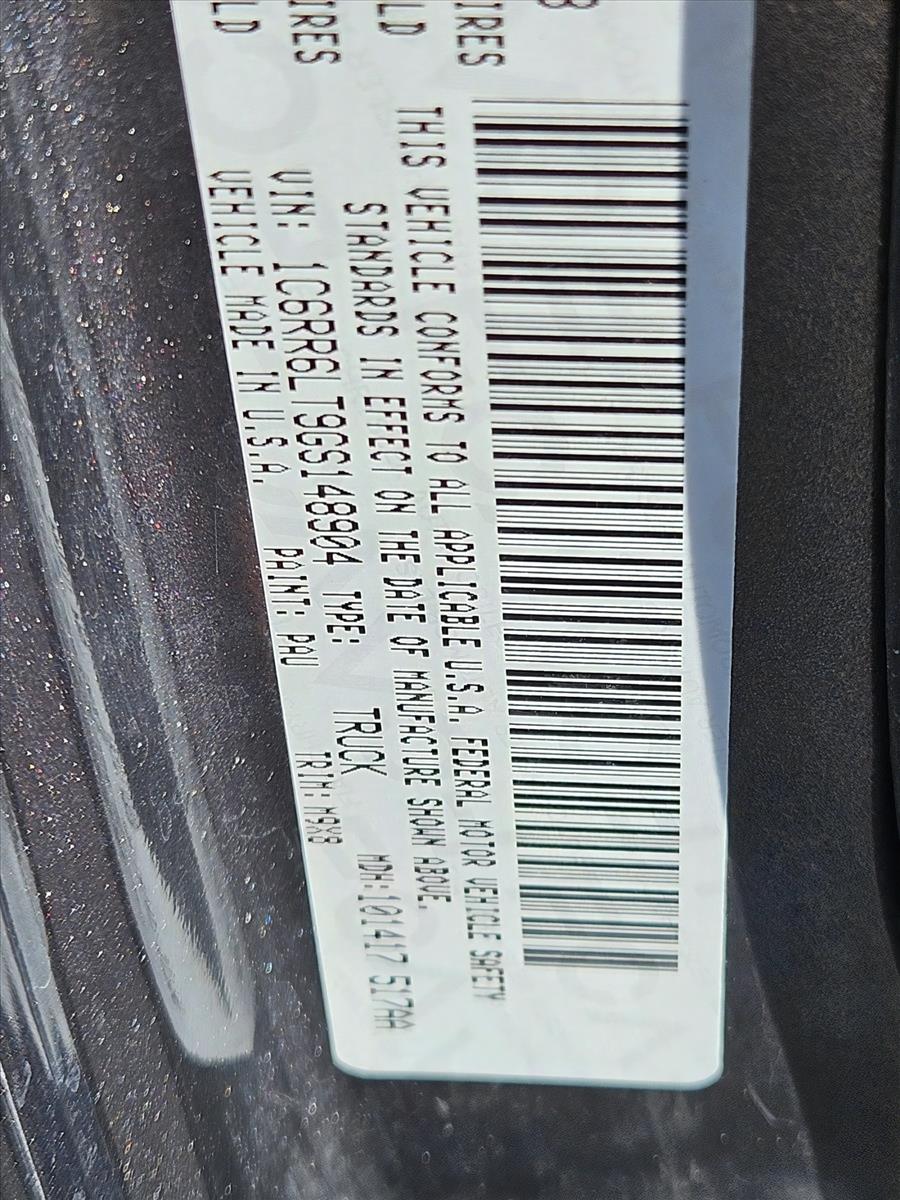 8
IRES
LD
THIS VEHICLE CONFORMS TO ALL APPLICABLE U.S.A. FEDERAL MOTOR VEHICLE SAFETY
STANDARDS IN EFFECT ON THE DATE OF MANUFACTURE SHOWN ABOVE.
IRES
VIN: 1C6RR6LT9GS148904 TYPE: TRUCK MDH:101417 517AA
LD
VEHICLE MADE IN U.S.A. PAINT: PAU TRIM: M9X8